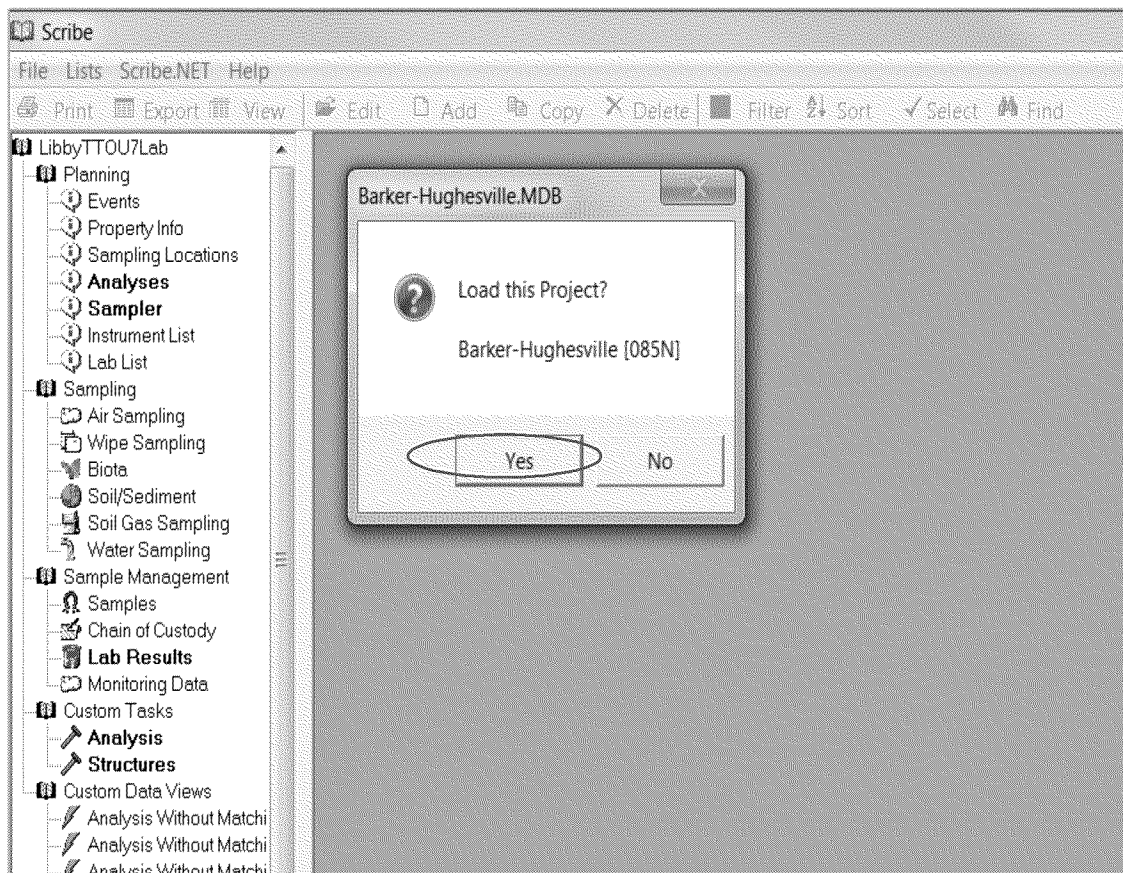 Scribe
File Lists Scribe.NET Help
Print Export View Edit Add Copy Delete Filter Sort Select Find
LibbyTTOU7Lab
Planning
Events
Property Info
Sampling Locations
Analyses
Sampler
Instrument List
Lab List
Sampling
Air Sampling
Wipe Sampling
Biota
Soil/Sediment
Soil Gas Sampling
Water Sampling
Sample Management
Samples
Chain of Custody
Lab Results
Monitoring Data
Custom Tasks
Analysis
Structures
Custom Data Views
Analysis Without Matchi
Analysis Without Matchi
Analysis Without Matchi
Barker-Hughesville.MDB
Load this Project?
Barker-Hughesville [085N]
Yes No